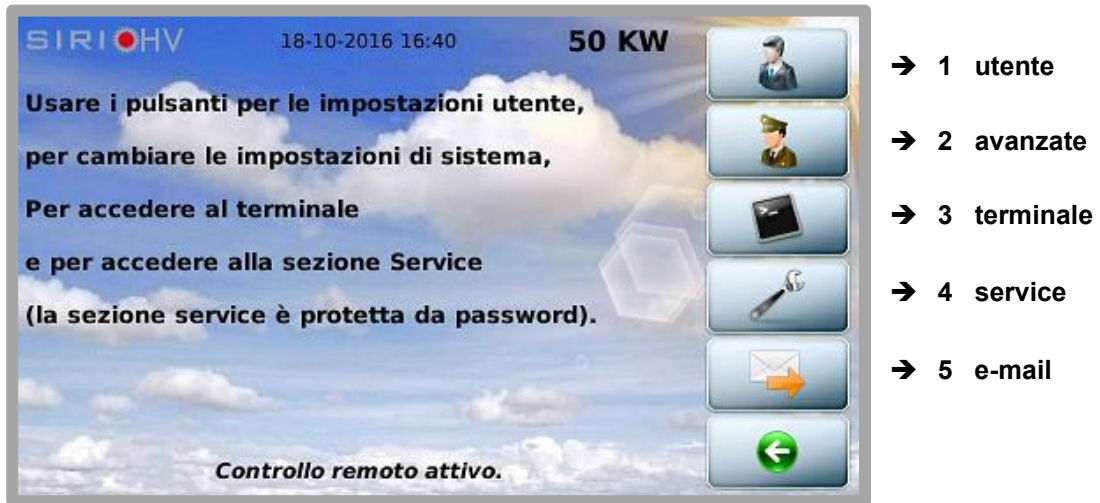 SIRIO HV 18-10-2016 16:40 50 KW
Usare i pulsanti per le impostazioni utente,
per cambiare le impostazioni di sistema,
Per accedere al terminale
e per accedere alla sezione Service
(la sezione service è protetta da password).
Controllo remoto attivo.
➔ 1 utente
➔ 2 avanzate
➔ 3 terminale
➔ 4 service
➔ 5 e-mail